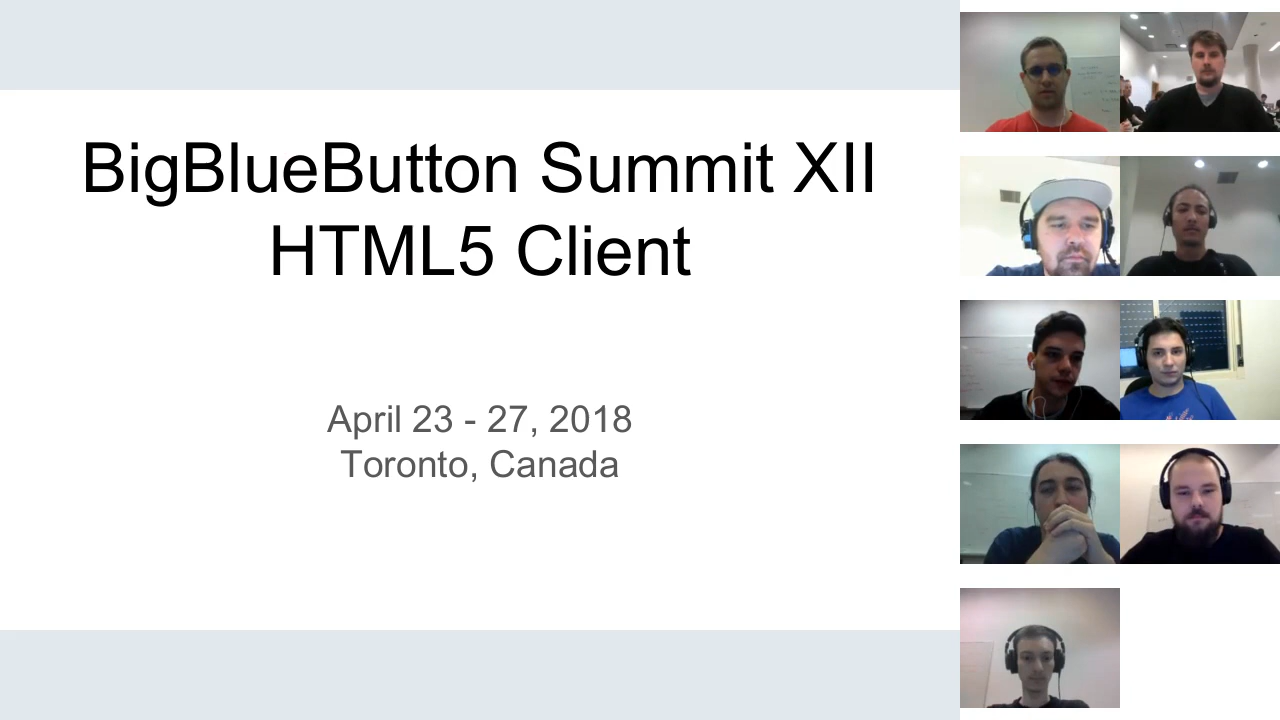 BigBlueButton Summit XII
HTML5 Client
April 23 - 27, 2018
Toronto, Canada